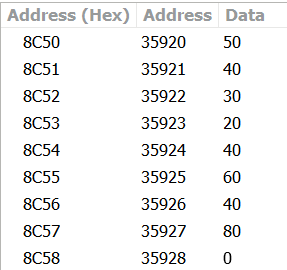 Address (Hex) Address Data
8C50 35920 50
8C51 35921 40
8C52 35922 30
8C53 35923 20
8C54 35924 40
8C55 35925 60
8C56 35926 40
8C57 35927 80
8C58 35928 0